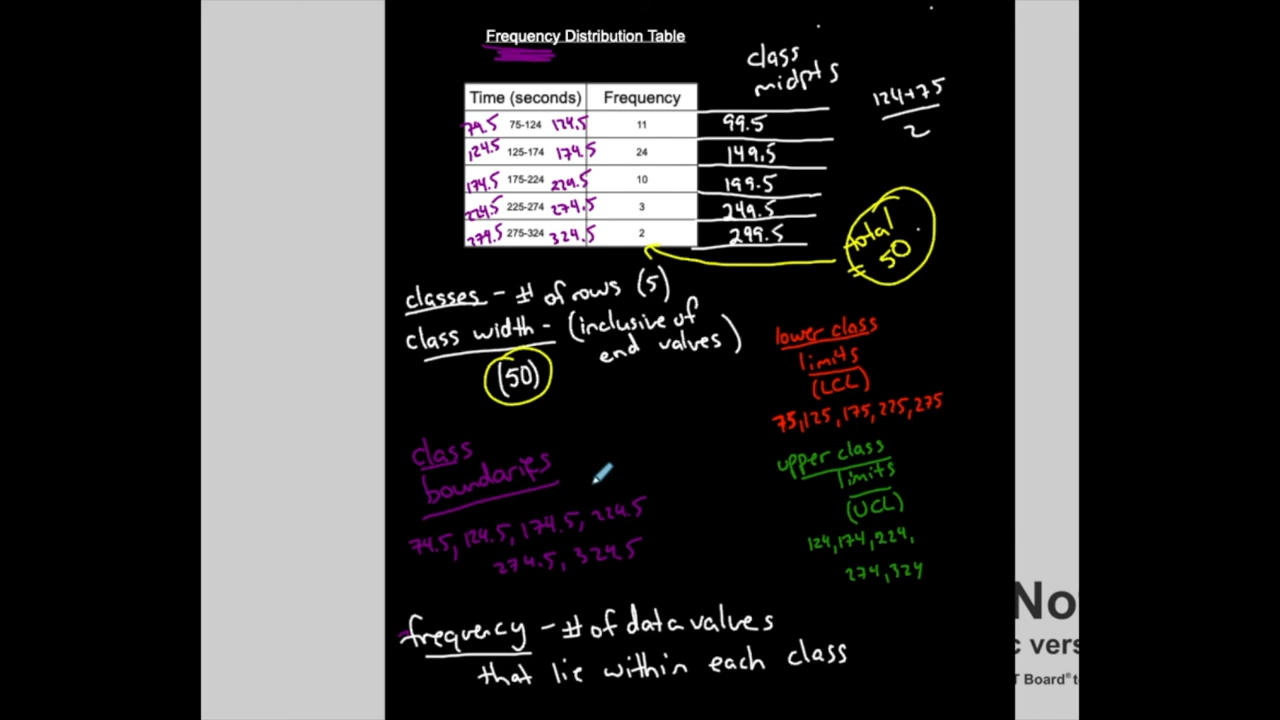 Frequency Distribution Table
class
midpts
Time (seconds) Frequency
74.5 75-124 124.5 11 99.5
124.5 125-174 174.5 24 149.5
174.5 175-224 224.5 10 199.5
224.5 225-274 274.5 3 249.5
274.5 275-324 324.5 2 299.5
124+75
2
total
= 50
classes - # of rows (5)
class width - (inclusive of
end values)
(50)
lower class
limits
(LCL)
75, 125, 175, 225, 275
upper class
limits
(UCL)
124, 174, 224,
274, 324
class
boundaries
74.5, 124.5, 174.5, 224.5
274.5, 324.5
frequency - # of data values
that lie within each class
No
c vers
T Board® to